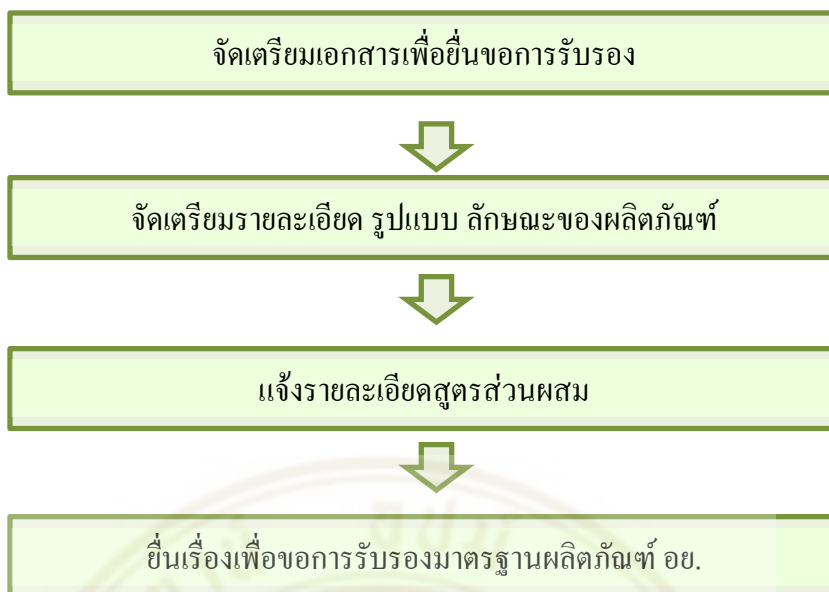 จัดเตรียมเอกสารเพื่อยื่นขอการรับรอง
จัดเตรียมรายละเอียด รูปแบบ ลักษณะของผลิตภัณฑ์
แจ้งรายละเอียดสูตรส่วนผสม
ยื่นเรื่องเพื่อขอการรับรองมาตรฐานผลิตภัณฑ์ อย.